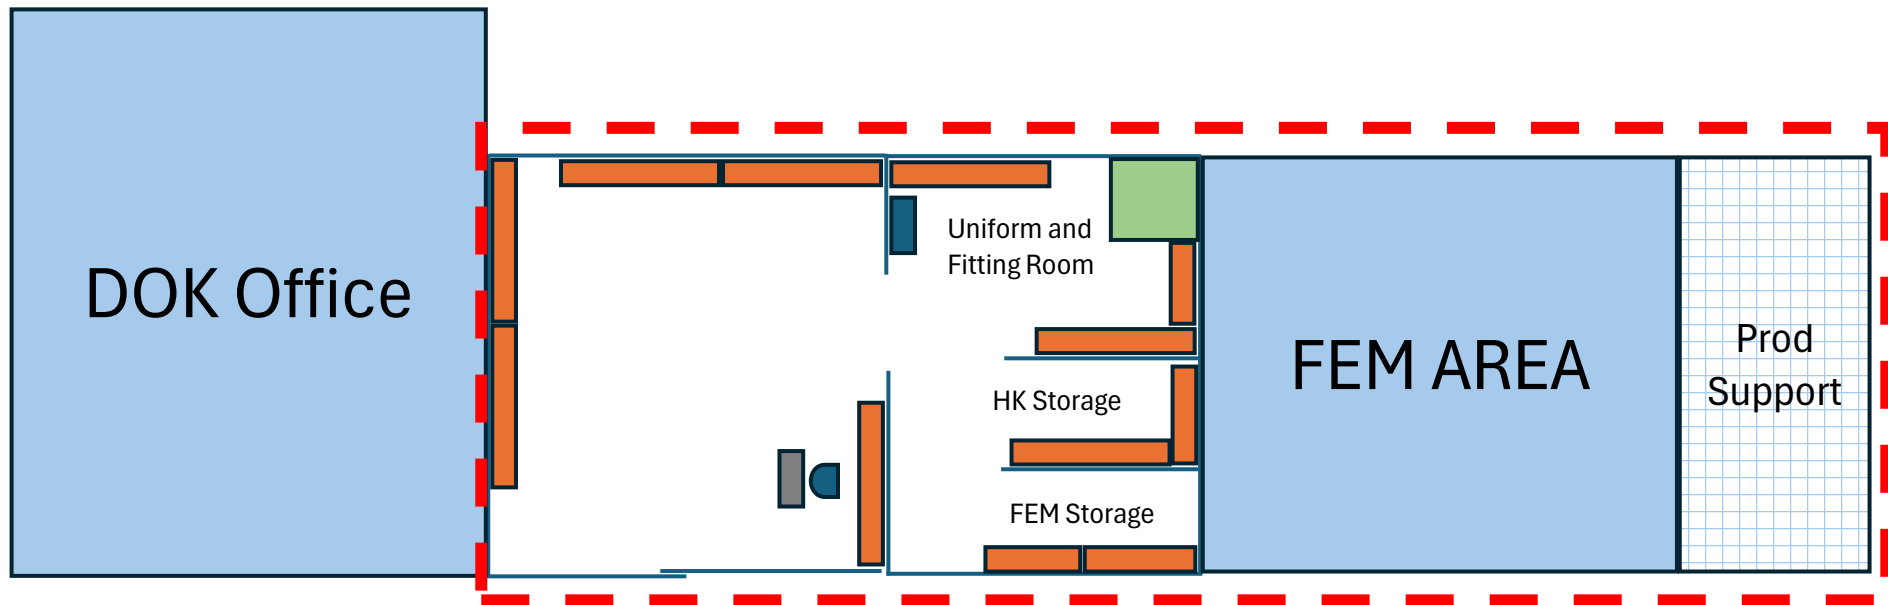 DOK Office
Uniform and
Fitting Room
HK Storage
FEM Storage
FEM AREA
Prod
Support